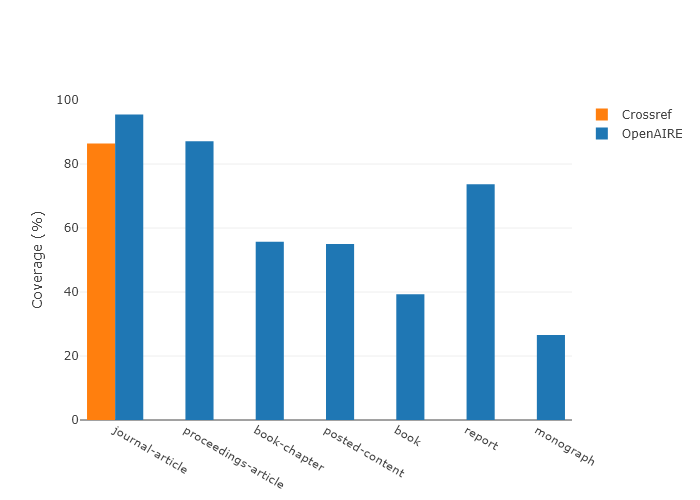 100
80
60
40
20
0
Coverage (%)
journal-article
proceedings-article
book-chapter
posted-content
book
report
monograph
Crossref
OpenAIRE